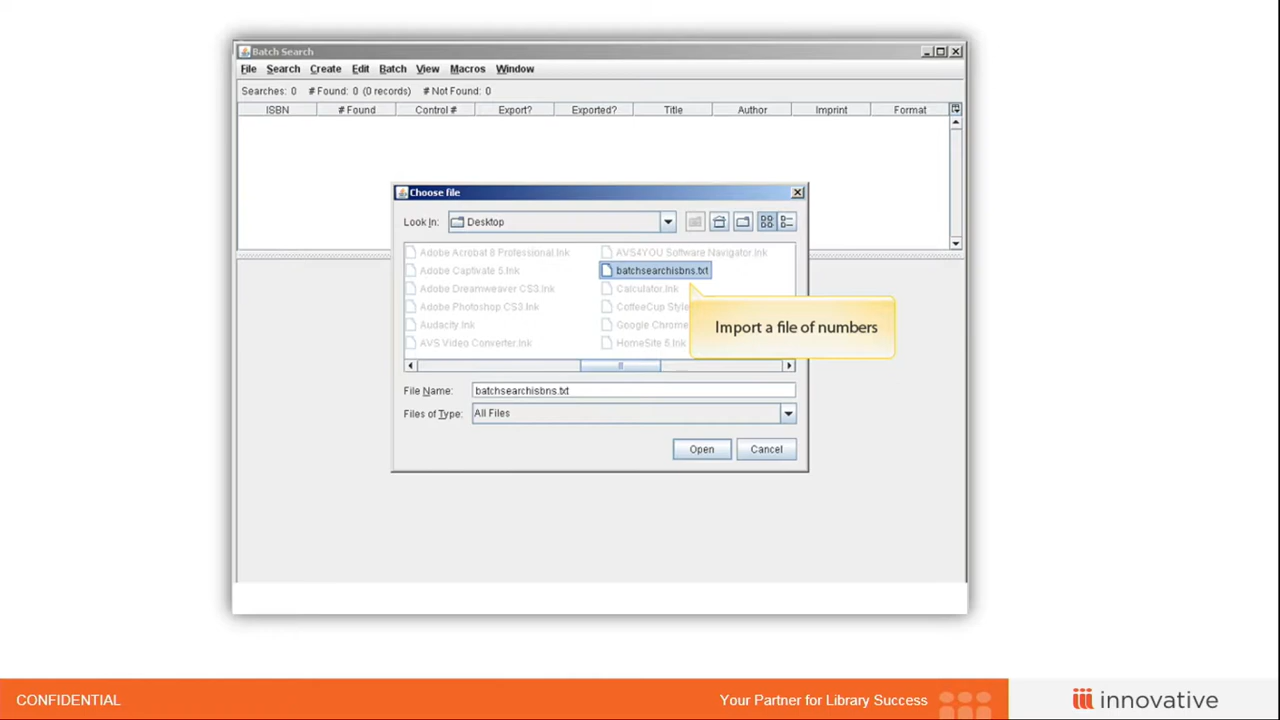 Batch Search
File Search Create Edit Batch View Macros Window
Searches: 0 # Found: 0 (0 records) # Not Found: 0
ISBN # Found Control # Export? Exported? Title Author Imprint Format
Choose file
Look In: Desktop
Adobe Acrobat 8 Professional.lnk
Adobe Captivate 5.lnk
Adobe Dreamweaver CS3.lnk
Adobe Photoshop CS3.lnk
Audacity.lnk
AVS Video Converter.lnk
AVS4YOU Software Navigator.lnk
batchsearchisbns.txt
Calculator.lnk
CoffeeCup Style
Google Chrome
HomeSite 5.lnk
Import a file of numbers
File Name: batchsearchisbns.txt
Files of Type: All Files
Open Cancel
CONFIDENTIAL
Your Partner for Library Success
innovative